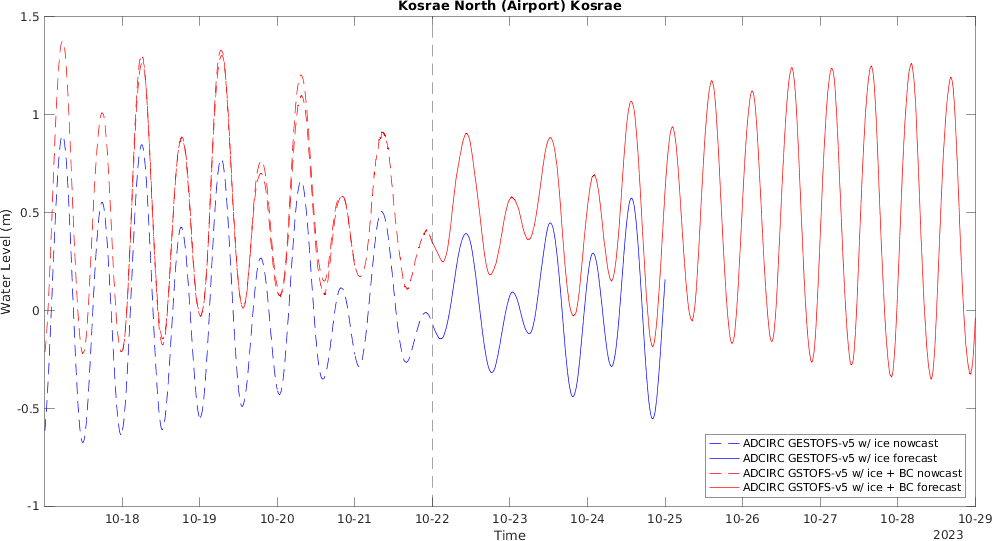 Kosrae North (Airport) Kosrae
1.5
1
0.5
0
-0.5
-1
Water Level (m)
10-18 10-19 10-20 10-21 10-22 10-23 10-24 10-25 10-26 10-27 10-28 10-29
Time
2023
ADCIRC GESTOFS-v5 w/ ice nowcast
ADCIRC GESTOFS-v5 w/ ice forecast
ADCIRC GSTOFS-v5 w/ ice + BC nowcast
ADCIRC GSTOFS-v5 w/ ice + BC forecast